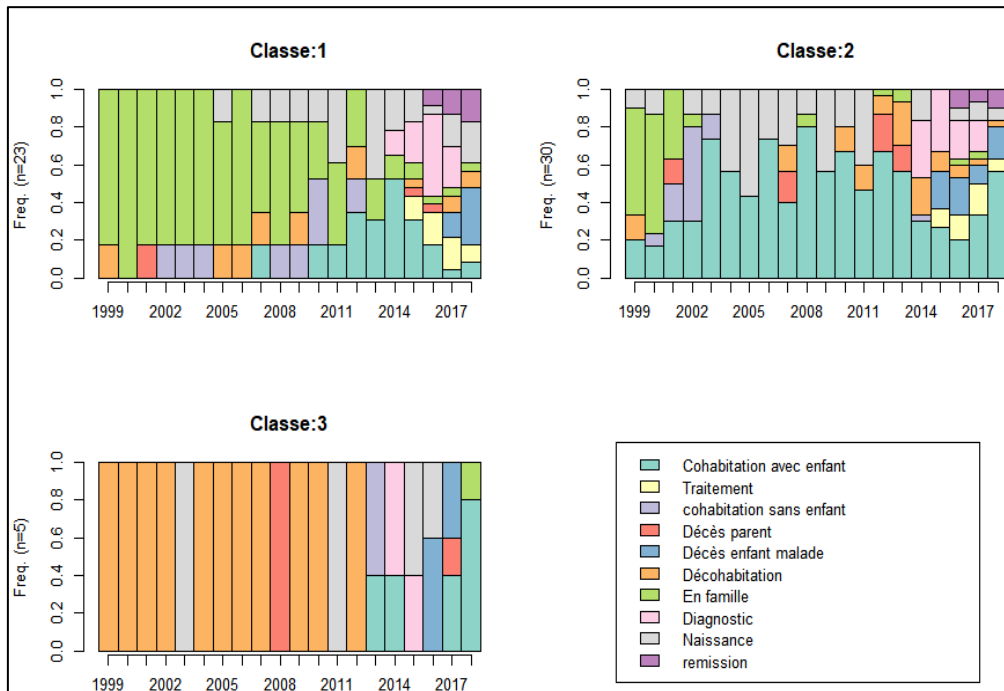 Classe:1
Freq. (n=23)
0.0 0.2 0.4 0.6 0.8 1.0
1999 2002 2005 2008 2011 2014 2017
Classe:2
Freq. (n=30)
0.0 0.2 0.4 0.6 0.8 1.0
1999 2002 2005 2008 2011 2014 2017
Classe:3
Freq. (n=5)
0.0 0.2 0.4 0.6 0.8 1.0
1999 2002 2005 2008 2011 2014 2017
Cohabitation avec enfant
Traitement
cohabitation sans enfant
Décès parent
Décès enfant malade
Décohabitation
En famille
Diagnostic
Naissance
remission